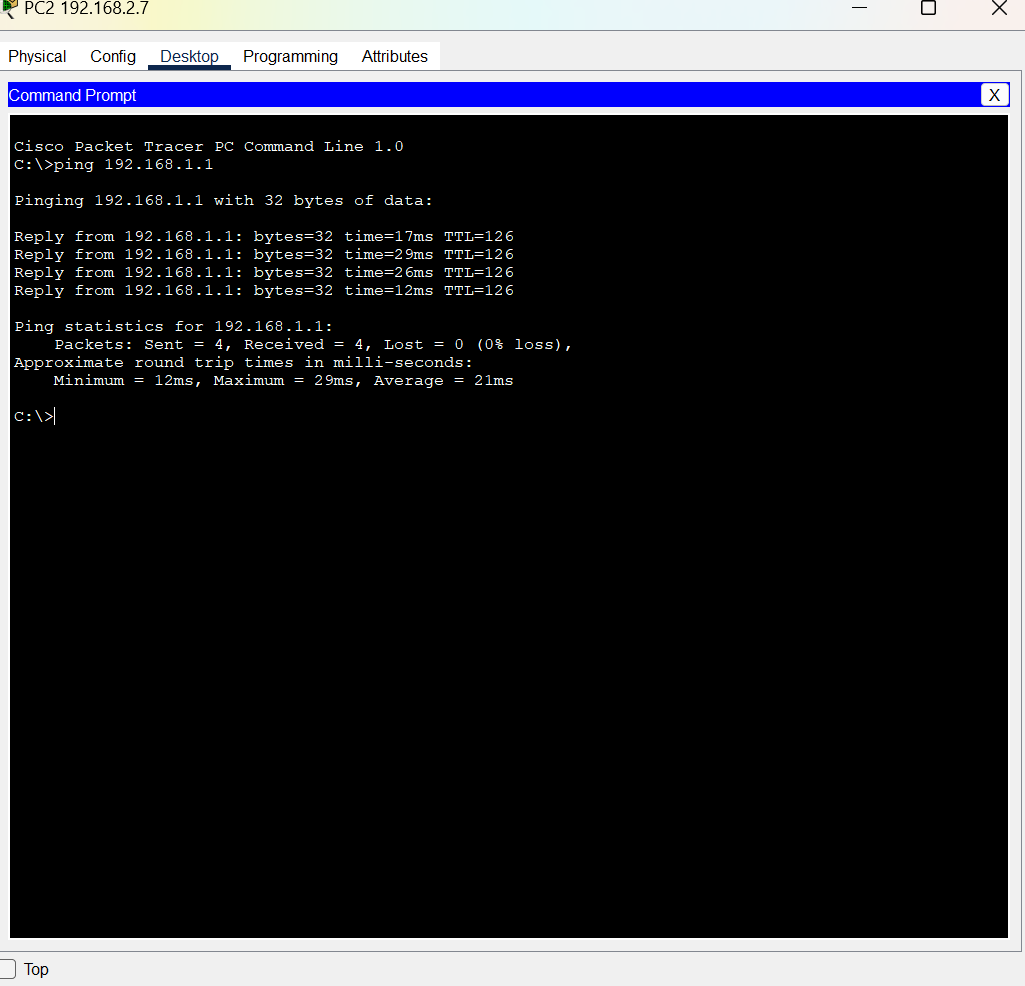 PC2 192.168.2.7
Physical Config Desktop Programming Attributes
Command Prompt
X
Cisco Packet Tracer PC Command Line 1.0
C:\>ping 192.168.1.1
Pinging 192.168.1.1 with 32 bytes of data:
Reply from 192.168.1.1: bytes=32 time=17ms TTL=126
Reply from 192.168.1.1: bytes=32 time=29ms TTL=126
Reply from 192.168.1.1: bytes=32 time=26ms TTL=126
Reply from 192.168.1.1: bytes=32 time=12ms TTL=126
Ping statistics for 192.168.1.1:
Packets: Sent = 4, Received = 4, Lost = 0 (0% loss),
Approximate round trip times in milli-seconds:
Minimum = 12ms, Maximum = 29ms, Average = 21ms
C:\>
Top